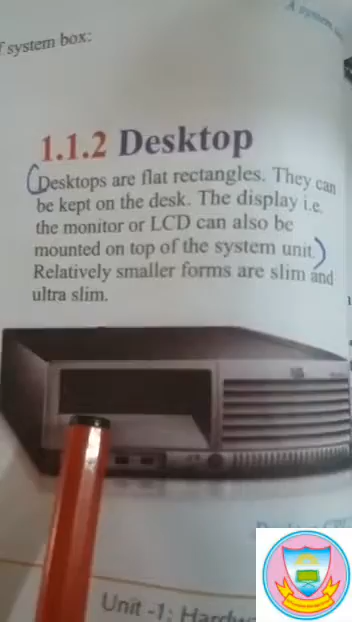 f system box:
A system
1.1.2 Desktop
Desktops are flat rectangles. They can
be kept on the desk. The display i.e.
the monitor or LCD can also be
mounted on top of the system unit.
Relatively smaller forms are slim and
ultra slim.
Unit -1: Hardw